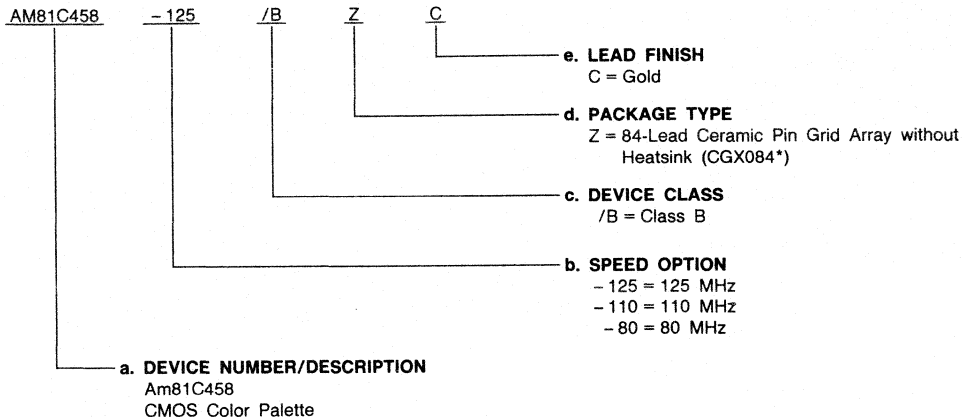 AM81C458 -125 /B Z C
e. LEAD FINISH
C = Gold
d. PACKAGE TYPE
Z = 84-Lead Ceramic Pin Grid Array without
Heatsink (CGX084*)
c. DEVICE CLASS
/B = Class B
b. SPEED OPTION
-125 = 125 MHz
-110 = 110 MHz
-80 = 80 MHz
a. DEVICE NUMBER/DESCRIPTION
Am81C458
CMOS Color Palette